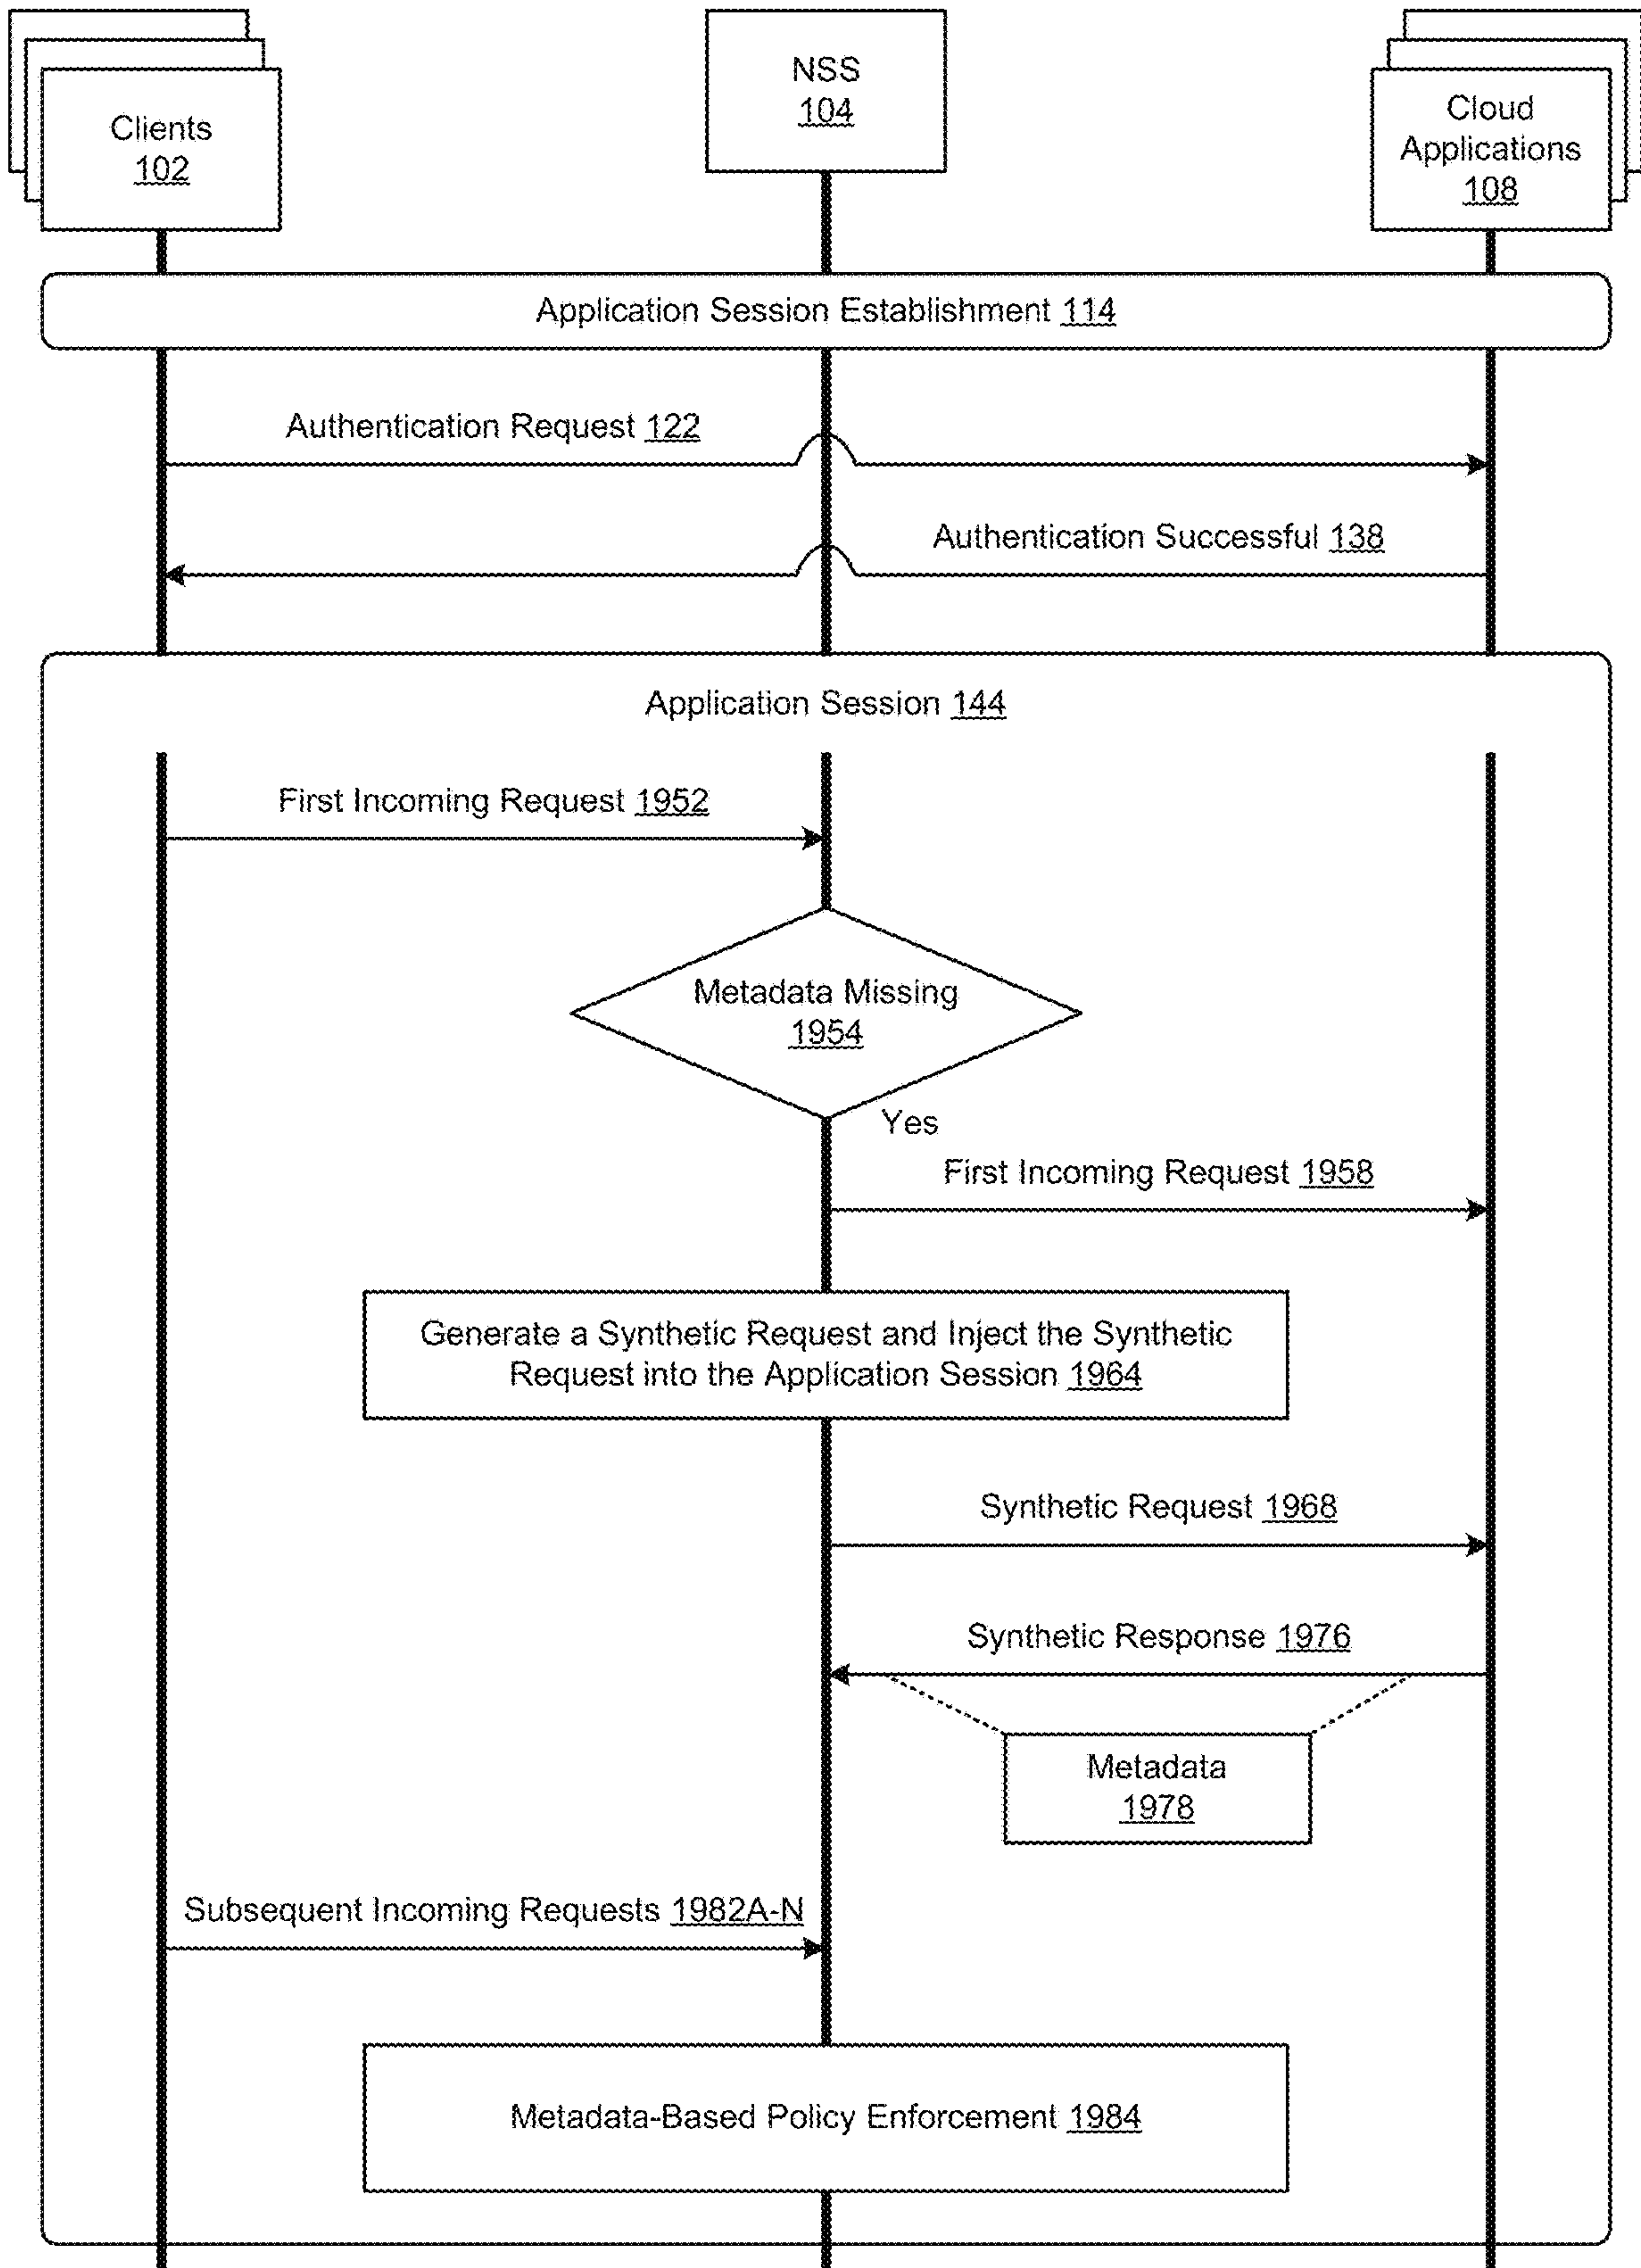 Clients
102
NSS
104
Cloud
Applications
108
Application Session Establishment 114
Authentication Request 122
Authentication Successful 138
Application Session 144
First Incoming Request 1952
Metadata Missing
1954
Yes
First Incoming Request 1958
Generate a Synthetic Request and Inject the Synthetic
Request into the Application Session 1964
Synthetic Request 1968
Synthetic Response 1976
Metadata
1978
Subsequent Incoming Requests 1982A-N
Metadata-Based Policy Enforcement 1984